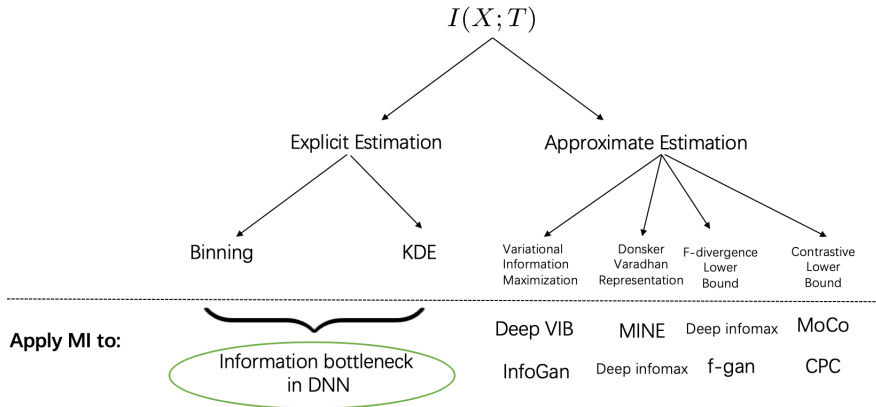 I(X; T)
Explicit Estimation
Approximate Estimation
Binning
KDE
Variational
Information
Maximization
Donsker
Varadhan
Representation
F-divergence
Lower
Bound
Contrastive
Lower
Bound
Apply MI to:
Information bottleneck
in DNN
Deep VIB
MINE
Deep infomax
MoCo
InfoGan
Deep infomax
f-gan
CPC